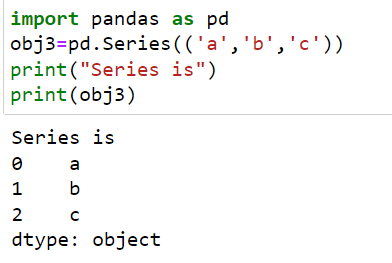 import pandas as pd
obj3=pd.Series(('a','b','c'))
print("Series is")
print(obj3)
Series is
0    a
1    b
2    c
dtype: object